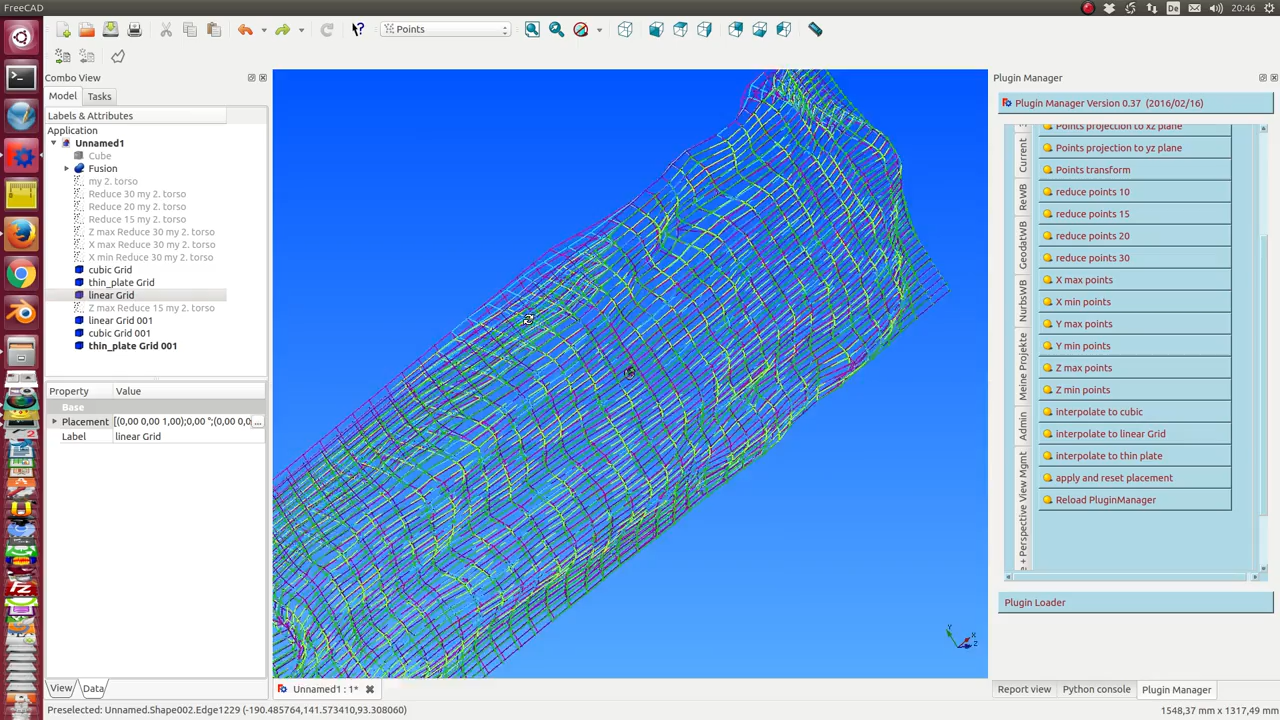 FreeCAD
De
20:46
Points
Combo View
Plugin Manager
Model
Tasks
Plugin Manager Version 0.37 (2016/02/16)
Labels & Attributes
Application
Unnamed1
Cube
Fusion
my 2. torso
Reduce 30 my 2. torso
Reduce 20 my 2. torso
Reduce 15 my 2. torso
Z max Reduce 30 my 2. torso
X max Reduce 30 my 2. torso
X min Reduce 30 my 2. torso
cubic Grid
thin_plate Grid
linear Grid
Z max Reduce 15 my 2. torso
linear Grid 001
cubic Grid 001
thin_plate Grid 001
Property
Value
Base
Placement
[(0,00 0,00 1,00);0,00 °;(0,00 0,0
...
Label
linear Grid
View
Data
Current
ReWB
GeodatWB
NurbsWB
Meine Projekte
Admin
+ Perspective View Mgmt
Points projection to xz plane
Points projection to yz plane
Points transform
reduce points 10
reduce points 15
reduce points 20
reduce points 30
X max points
X min points
Y max points
Y min points
Z max points
Z min points
interpolate to cubic
interpolate to linear Grid
interpolate to thin plate
apply and reset placement
Reload PluginManager
Plugin Loader
Y
X
Z
Unnamed1 : 1*
Report view
Python console
Plugin Manager
Preselected: Unnamed.Shape002.Edge1229 (-190.485764,141.573410,93.308060)
1548,37 mm x 1317,49 mm